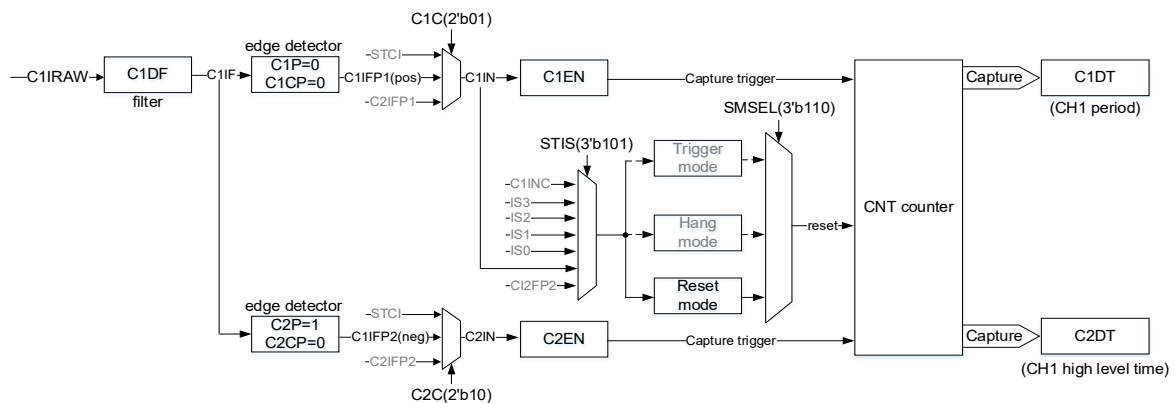 C1C(2'b01)
edge detector
STCI
C1IRAW
C1DF
C1IF
C1P=0
C1CP=0
C1IFP1(pos)
C1IN
C1EN
Capture trigger
Capture
C1DT
filter
C2IFP1
(CH1 period)
SMSEL(3'b110)
STIS(3'b101)
Trigger
mode
C1INC
IS3
IS2
IS1
IS0
CI2FP2
Hang
mode
reset
CNT counter
Reset
mode
edge detector
STCI
C2P=1
C2CP=0
C1IFP2(neg)
C2IN
C2EN
Capture trigger
Capture
C2DT
C2IFP2
(CH1 high level time)
C2C(2'b10)